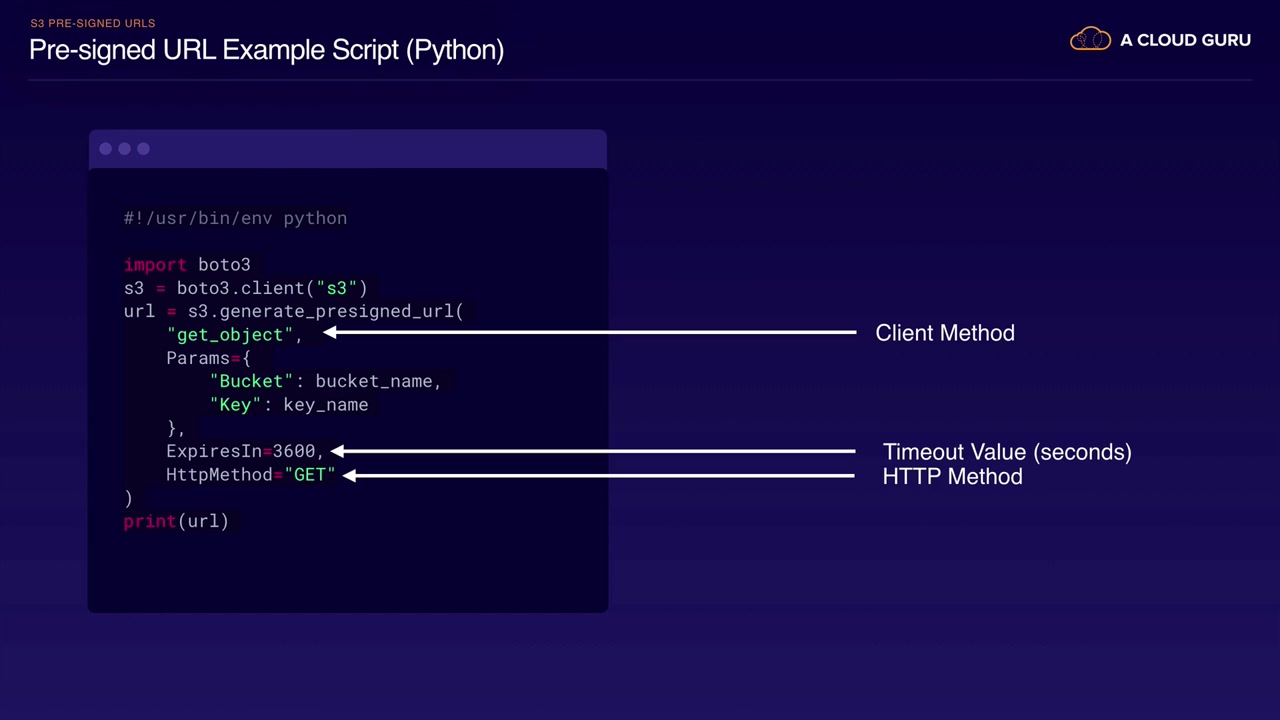 S3 PRE-SIGNED URLS
Pre-signed URL Example Script (Python)
A CLOUD GURU
#!/usr/bin/env python
import boto3
s3 = boto3.client("s3")
url = s3.generate_presigned_url(
    "get_object",
Client Method
    Params={
        "Bucket": bucket_name,
        "Key": key_name
    },
    ExpiresIn=3600,
Timeout Value (seconds)
    HttpMethod="GET"
HTTP Method
)
print(url)